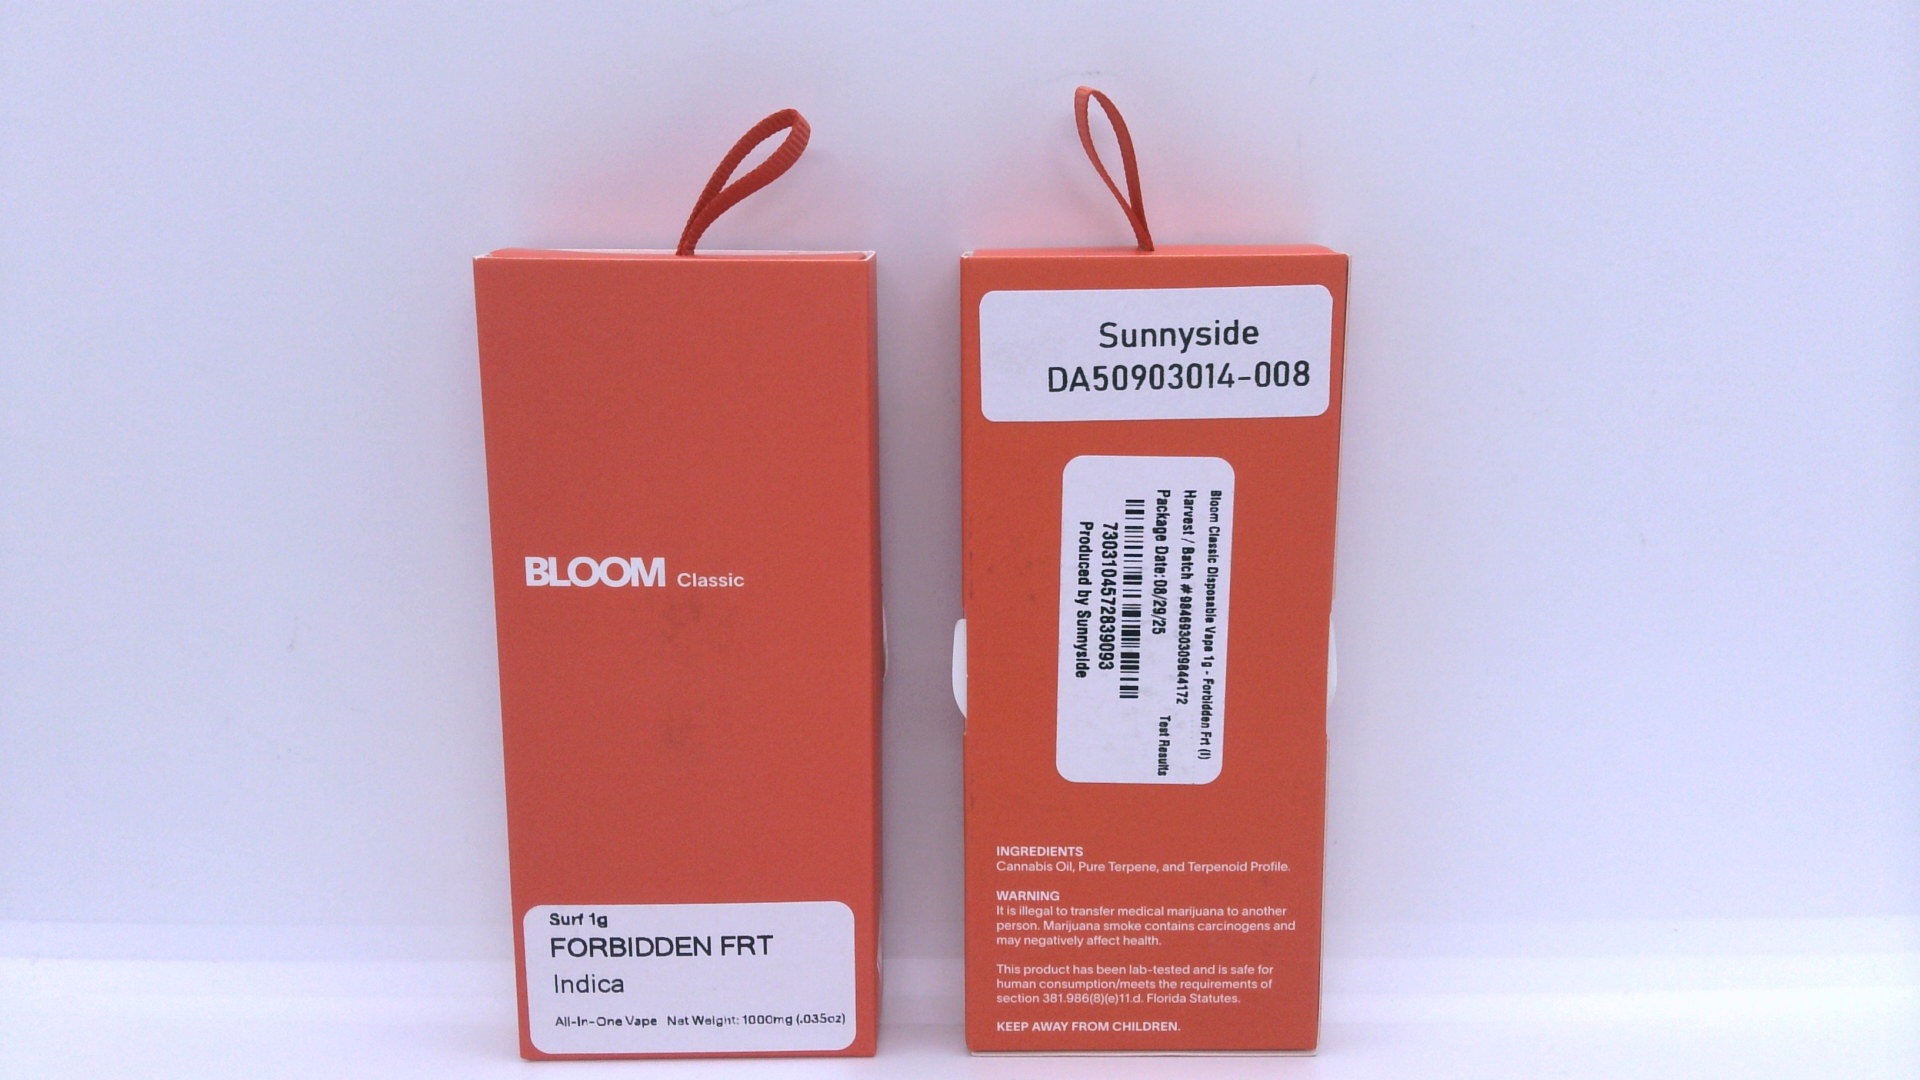 BLOOM Classic
Surf 1g
FORBIDDEN FRT
Indica
All-In-One Vape Net Weight: 1000mg (.035oz)
Sunnyside
DA50903014-008
Bloom Classic Disposable Vape 1g - Forbidden Frt (I)
Harvest / Batch # 9846930309844172
Package Date: 08/29/25 Test Results
7303104572839093
Produced by Sunnyside
INGREDIENTS
Cannabis Oil, Pure Terpene, and Terpenoid Profile.
WARNING
It is illegal to transfer medical marijuana to another
person. Marijuana smoke contains carcinogens and
may negatively affect health.
This product has been lab-tested and is safe for
human consumption/meets the requirements of
section 381.986(8)(e)11.d. Florida Statutes.
KEEP AWAY FROM CHILDREN.